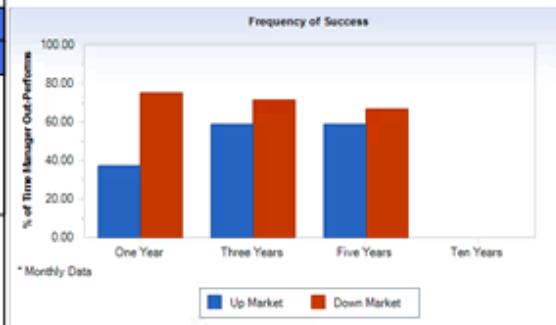 Frequency of Success
% of Time Manager Out-Performs
100.00
80.00
60.00
40.00
20.00
0.00
One Year Three Years Five Years Ten Years
* Monthly Data
Up Market Down Market